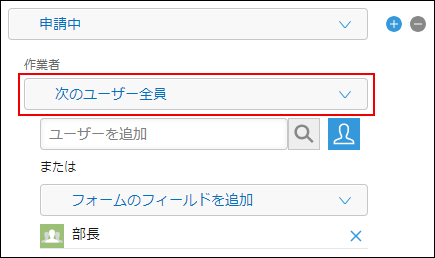 申請中
作業者
次のユーザー全員
ユーザーを追加
または
フォームのフィールドを追加
部長